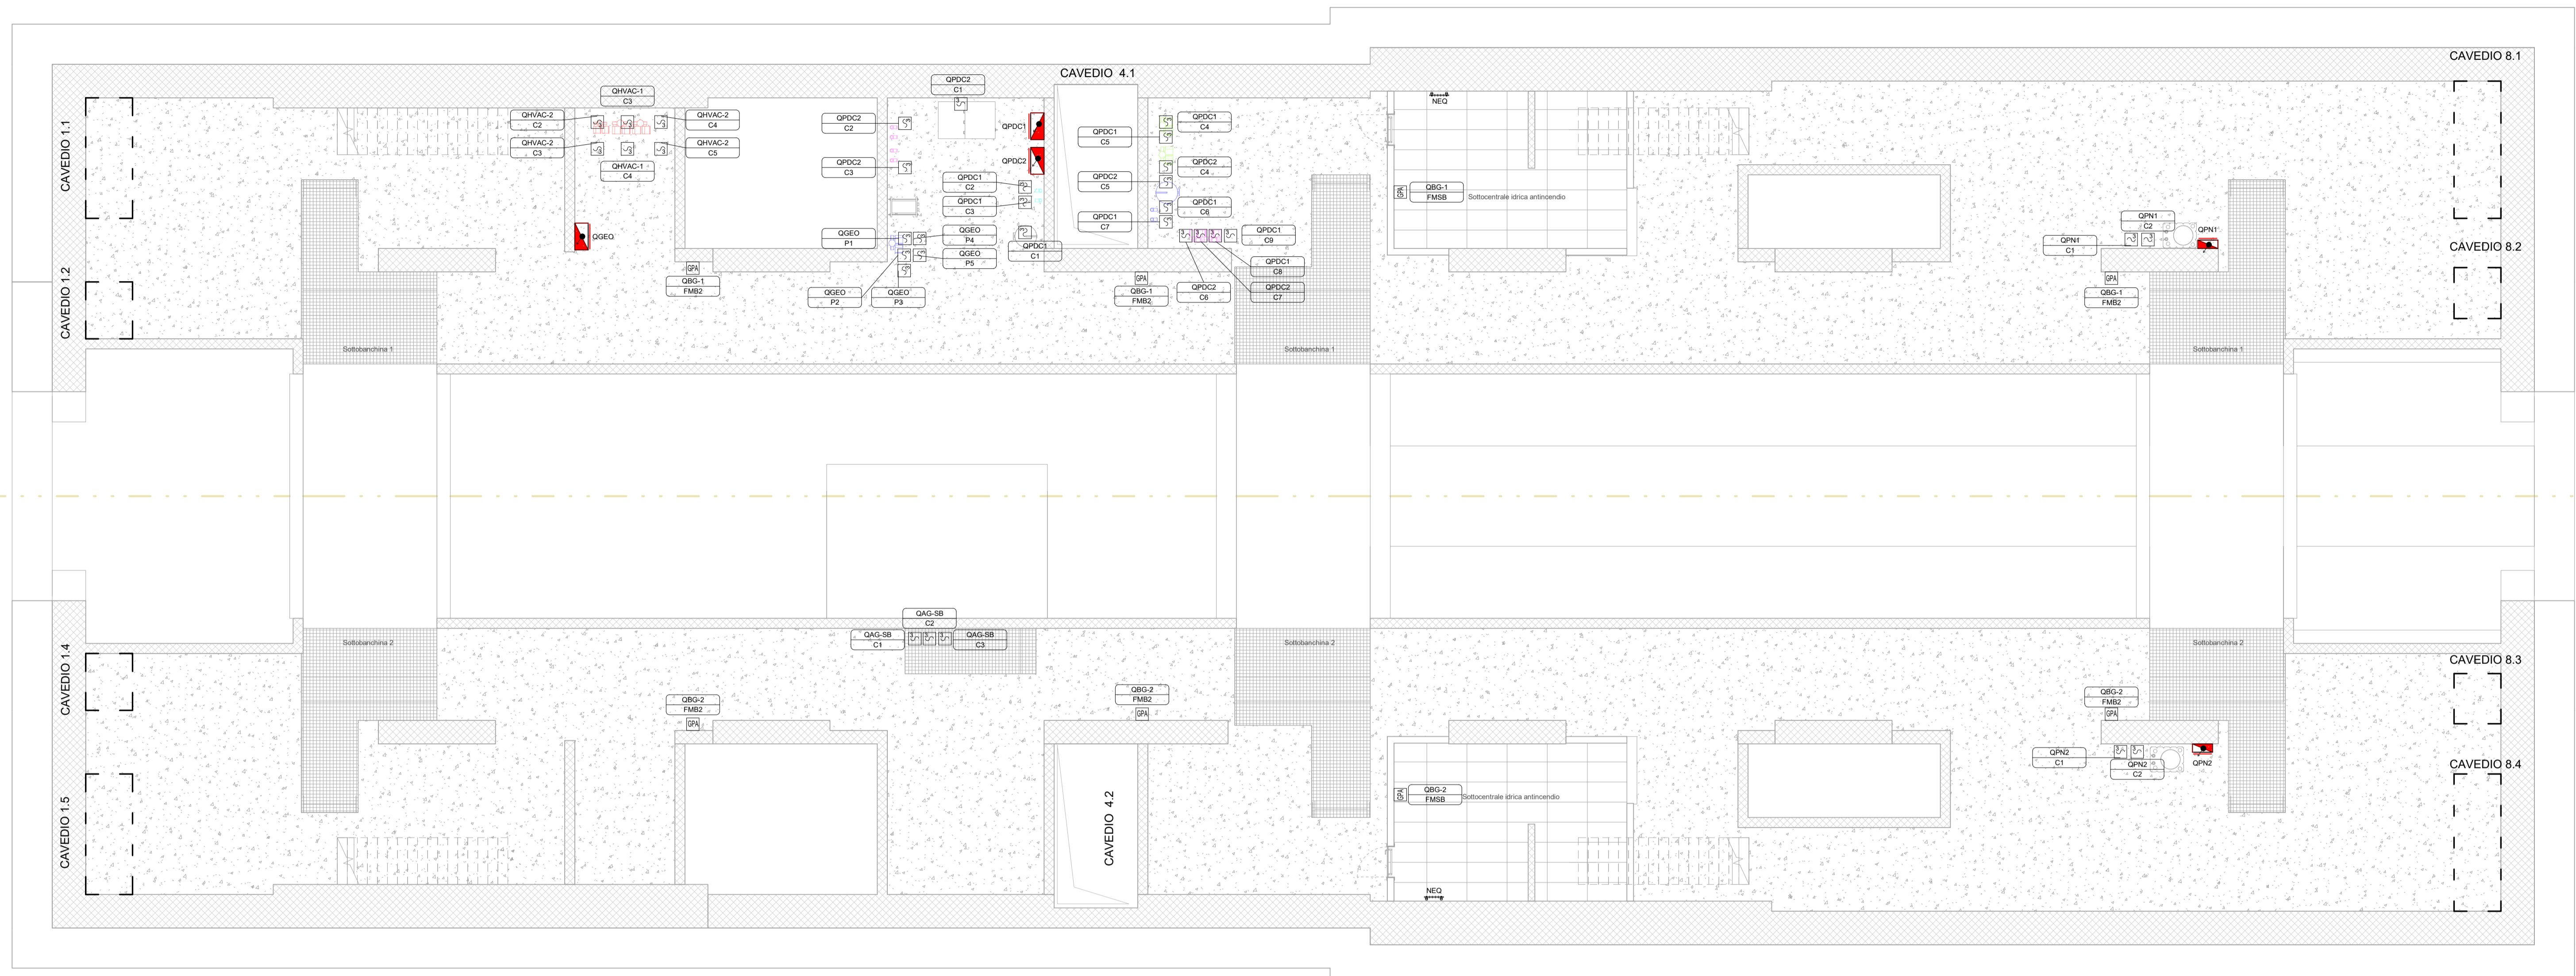 CAVEDIO 8.1
CAVEDIO 4.1
QPDC2
C1
QHVAC-1
C3
QHVAC-2
C2
QHVAC-2
C4
QHVAC-2
C3
QHVAC-2
C5
QHVAC-1
C4
QPDC2
C2
QPDC2
C3
QPDC1
QPDC2
QPDC1
C2
QPDC1
C3
QPDC1
C1
QPDC1
C4
QPDC1
C5
QPDC2
C4
QPDC2
C5
QPDC1
C6
QPDC1
C7
QPDC1
C9
QPDC1
C8
QPDC2
C6
QPDC2
C7
NEQ
GPA
QBG-1
FMSB
Sottocentrale idrica antincendio
CAVEDIO 1.1
CAVEDIO 1.2
QGEO
QGEO
P1
QGEO
P4
QGEO
P5
QGEO
P2
QGEO
P3
GPA
QBG-1
FMB2
GPA
QBG-1
FMB2
QPN1
C2
QPN1
C1
QPN1
GPA
QBG-1
FMB2
CAVEDIO 8.2
Sottobanchina 1
Sottobanchina 1
Sottobanchina 1
QAG-SB
C2
QAG-SB
C1
QAG-SB
C3
Sottobanchina 2
Sottobanchina 2
Sottobanchina 2
CAVEDIO 8.3
CAVEDIO 1.4
QBG-2
FMB2
GPA
QBG-2
FMB2
GPA
QBG-2
FMB2
GPA
QPN2
C1
QPN2
C2
QPN2
CAVEDIO 8.4
CAVEDIO 1.5
CAVEDIO 4.2
GPA
QBG-2
FMSB
Sottocentrale idrica antincendio
NEQ